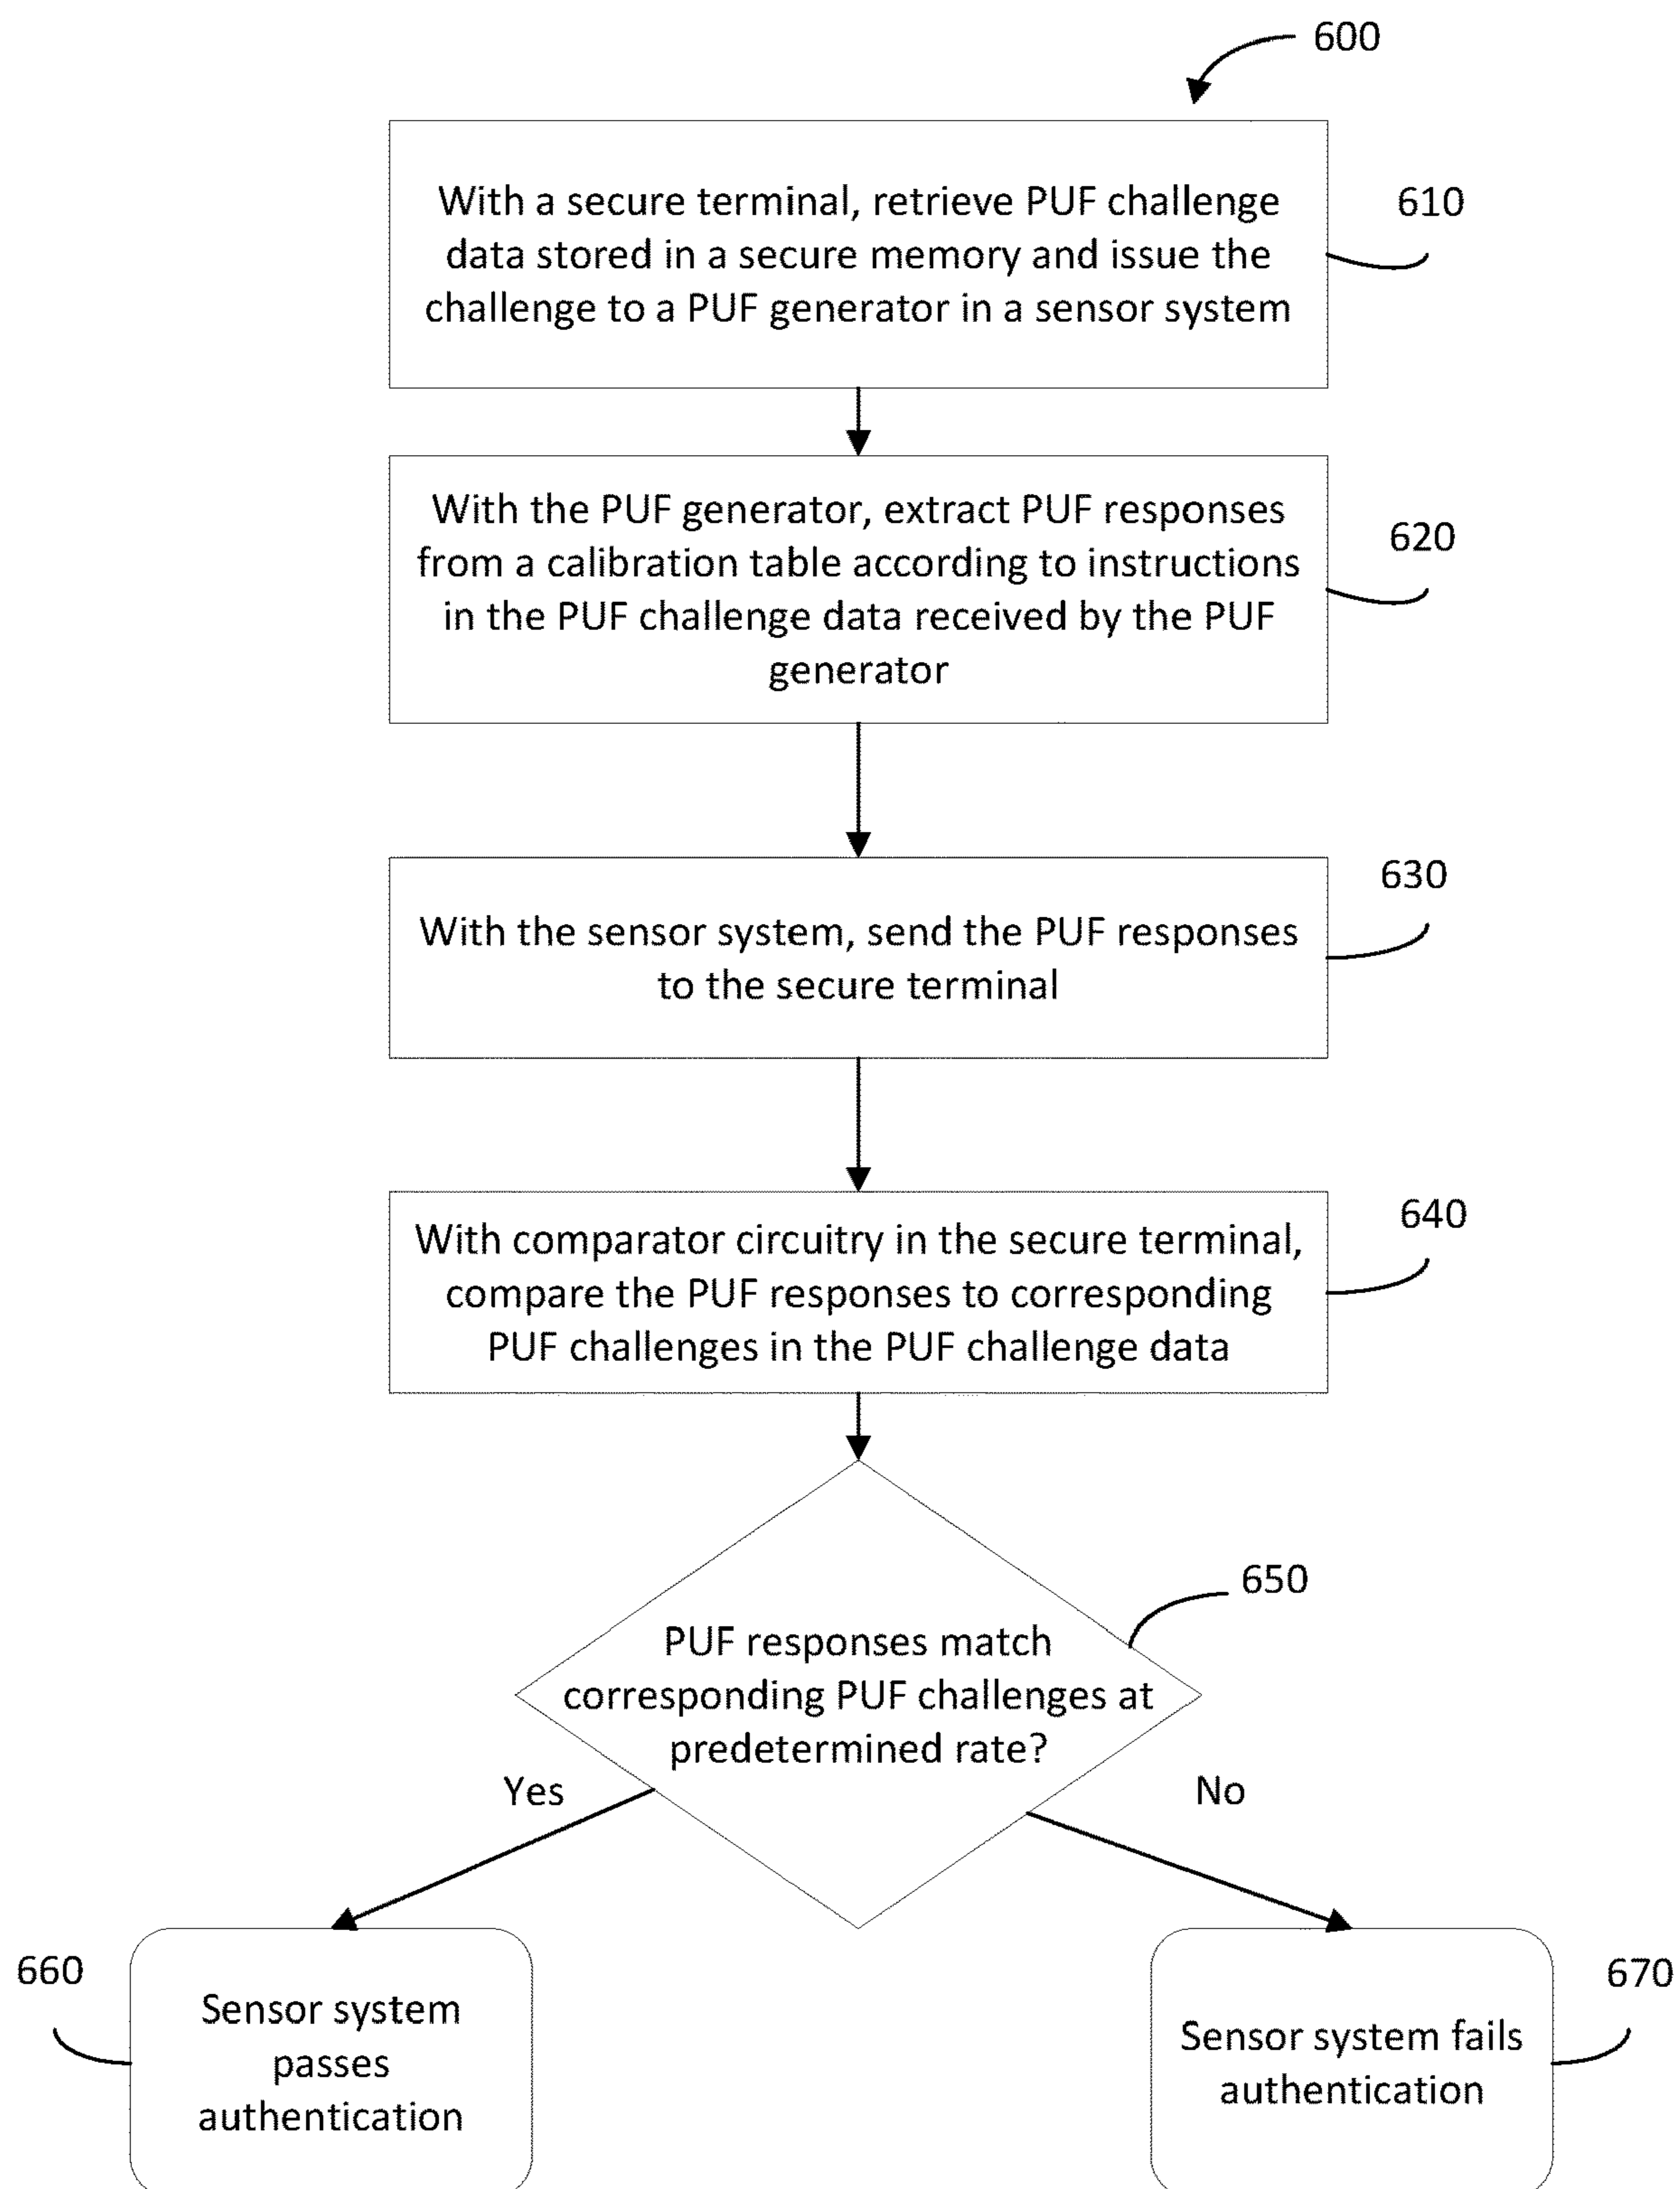 600
With a secure terminal, retrieve PUF challenge
data stored in a secure memory and issue the
challenge to a PUF generator in a sensor system
610
With the PUF generator, extract PUF responses
from a calibration table according to instructions
in the PUF challenge data received by the PUF
generator
620
With the sensor system, send the PUF responses
to the secure terminal
630
With comparator circuitry in the secure terminal,
compare the PUF responses to corresponding
PUF challenges in the PUF challenge data
640
PUF responses match
corresponding PUF challenges at
predetermined rate?
650
Yes
No
660
Sensor system
passes
authentication
Sensor system fails
authentication
670